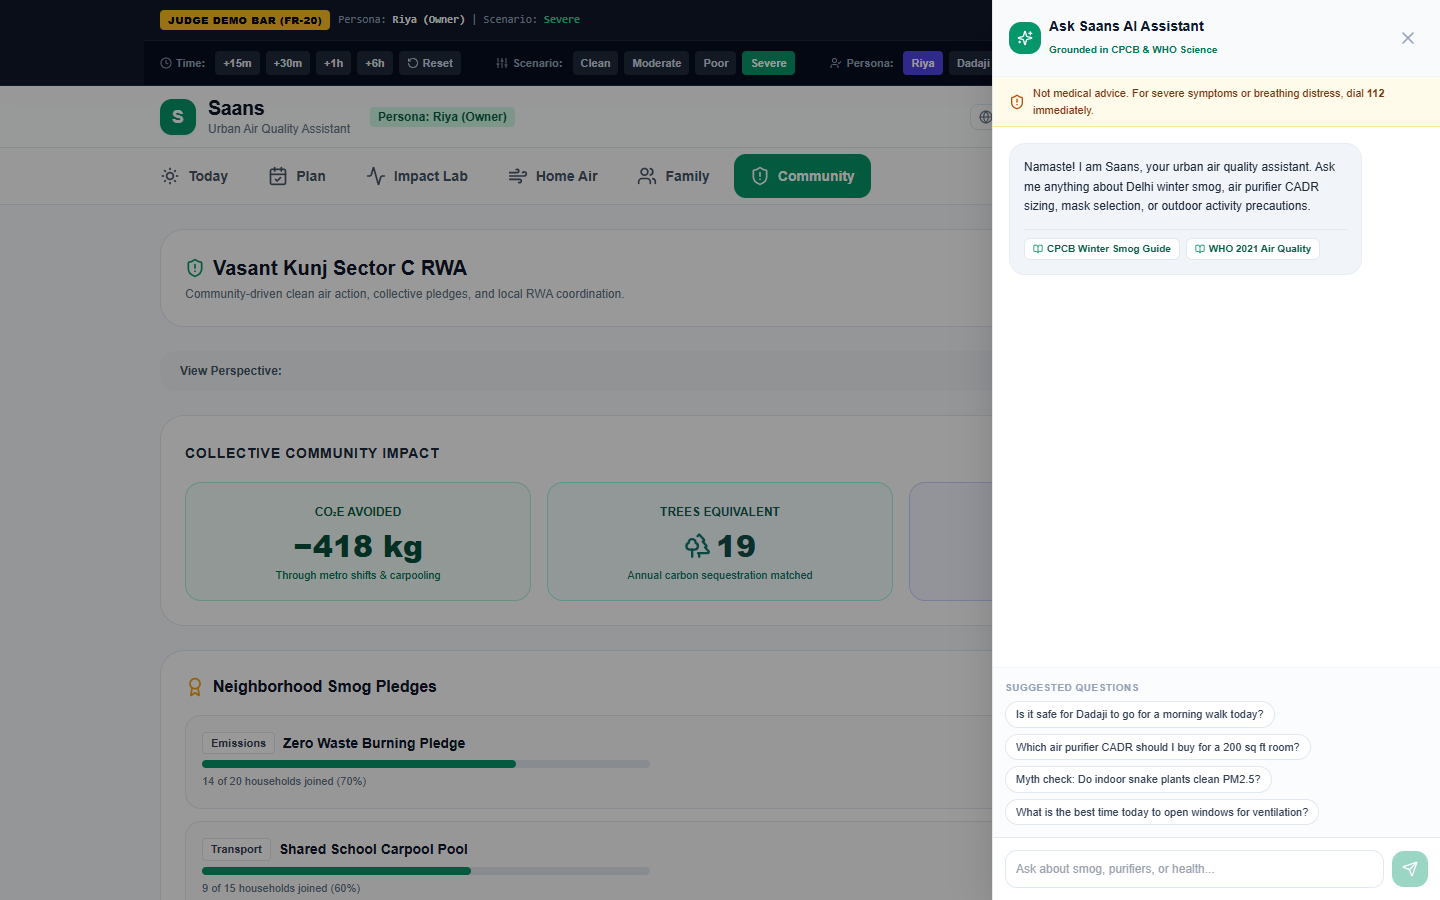 JUDGE DEMO BAR (FR-20) Persona: Riya (Owner) | Scenario: Severe
Time: +15m +30m +1h +6h Reset Scenario: Clean Moderate Poor Severe Persona: Riya Dadaji
S Saans
Urban Air Quality Assistant
Persona: Riya (Owner)
Today Plan Impact Lab Home Air Family Community
Vasant Kunj Sector C RWA
Community-driven clean air action, collective pledges, and local RWA coordination.
View Perspective:
COLLECTIVE COMMUNITY IMPACT
CO₂E AVOIDED
−418 kg
Through metro shifts & carpooling
TREES EQUIVALENT
19
Annual carbon sequestration matched
Neighborhood Smog Pledges
Emissions Zero Waste Burning Pledge
14 of 20 households joined (70%)
Transport Shared School Carpool Pool
9 of 15 households joined (60%)
Ask Saans AI Assistant
Grounded in CPCB & WHO Science
Not medical advice. For severe symptoms or breathing distress, dial 112
immediately.
Namaste! I am Saans, your urban air quality assistant. Ask
me anything about Delhi winter smog, air purifier CADR
sizing, mask selection, or outdoor activity precautions.
CPCB Winter Smog Guide WHO 2021 Air Quality
SUGGESTED QUESTIONS
Is it safe for Dadaji to go for a morning walk today?
Which air purifier CADR should I buy for a 200 sq ft room?
Myth check: Do indoor snake plants clean PM2.5?
What is the best time today to open windows for ventilation?
Ask about smog, purifiers, or health...